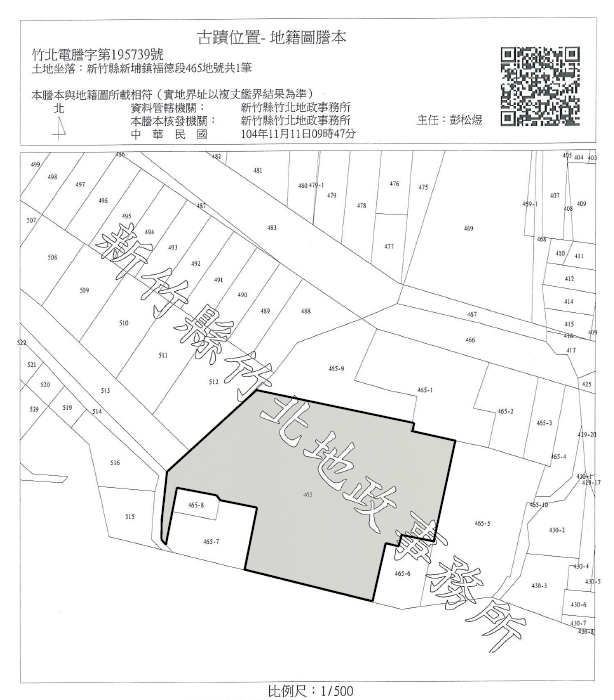 古蹟位置-地籍圖謄本
竹北電謄字第195739號
土地坐落：新竹縣新埔鎮福德段465地號共1筆
本謄本與地籍圖所載相符（實地界址以複丈鑑界結果為準）
北 資料管轄機關： 新竹縣竹北地政事務所
本謄本核發機關： 新竹縣竹北地政事務所 主任：彭松煜
中華民國 104年11月11日09時47分
新竹縣竹北地政事務所
499 498 497 496 495 494 493 492 491 490 489 488
486 487 482 481 483 480 479-1 479 478 476 477 475
469 459-1 468 407 408 409 404 403
410 411 412 414 415 417 425
467 466
507 508 509 510 511 512 513 514
522 521 520 519 529 516 515
465-9 465-1 465-2 465-3 465-4
465 465-8 465-7 465-5 465-6 465-10
430-2 430-3 430-4 430-5 430-6 430-7
比例尺：1/500